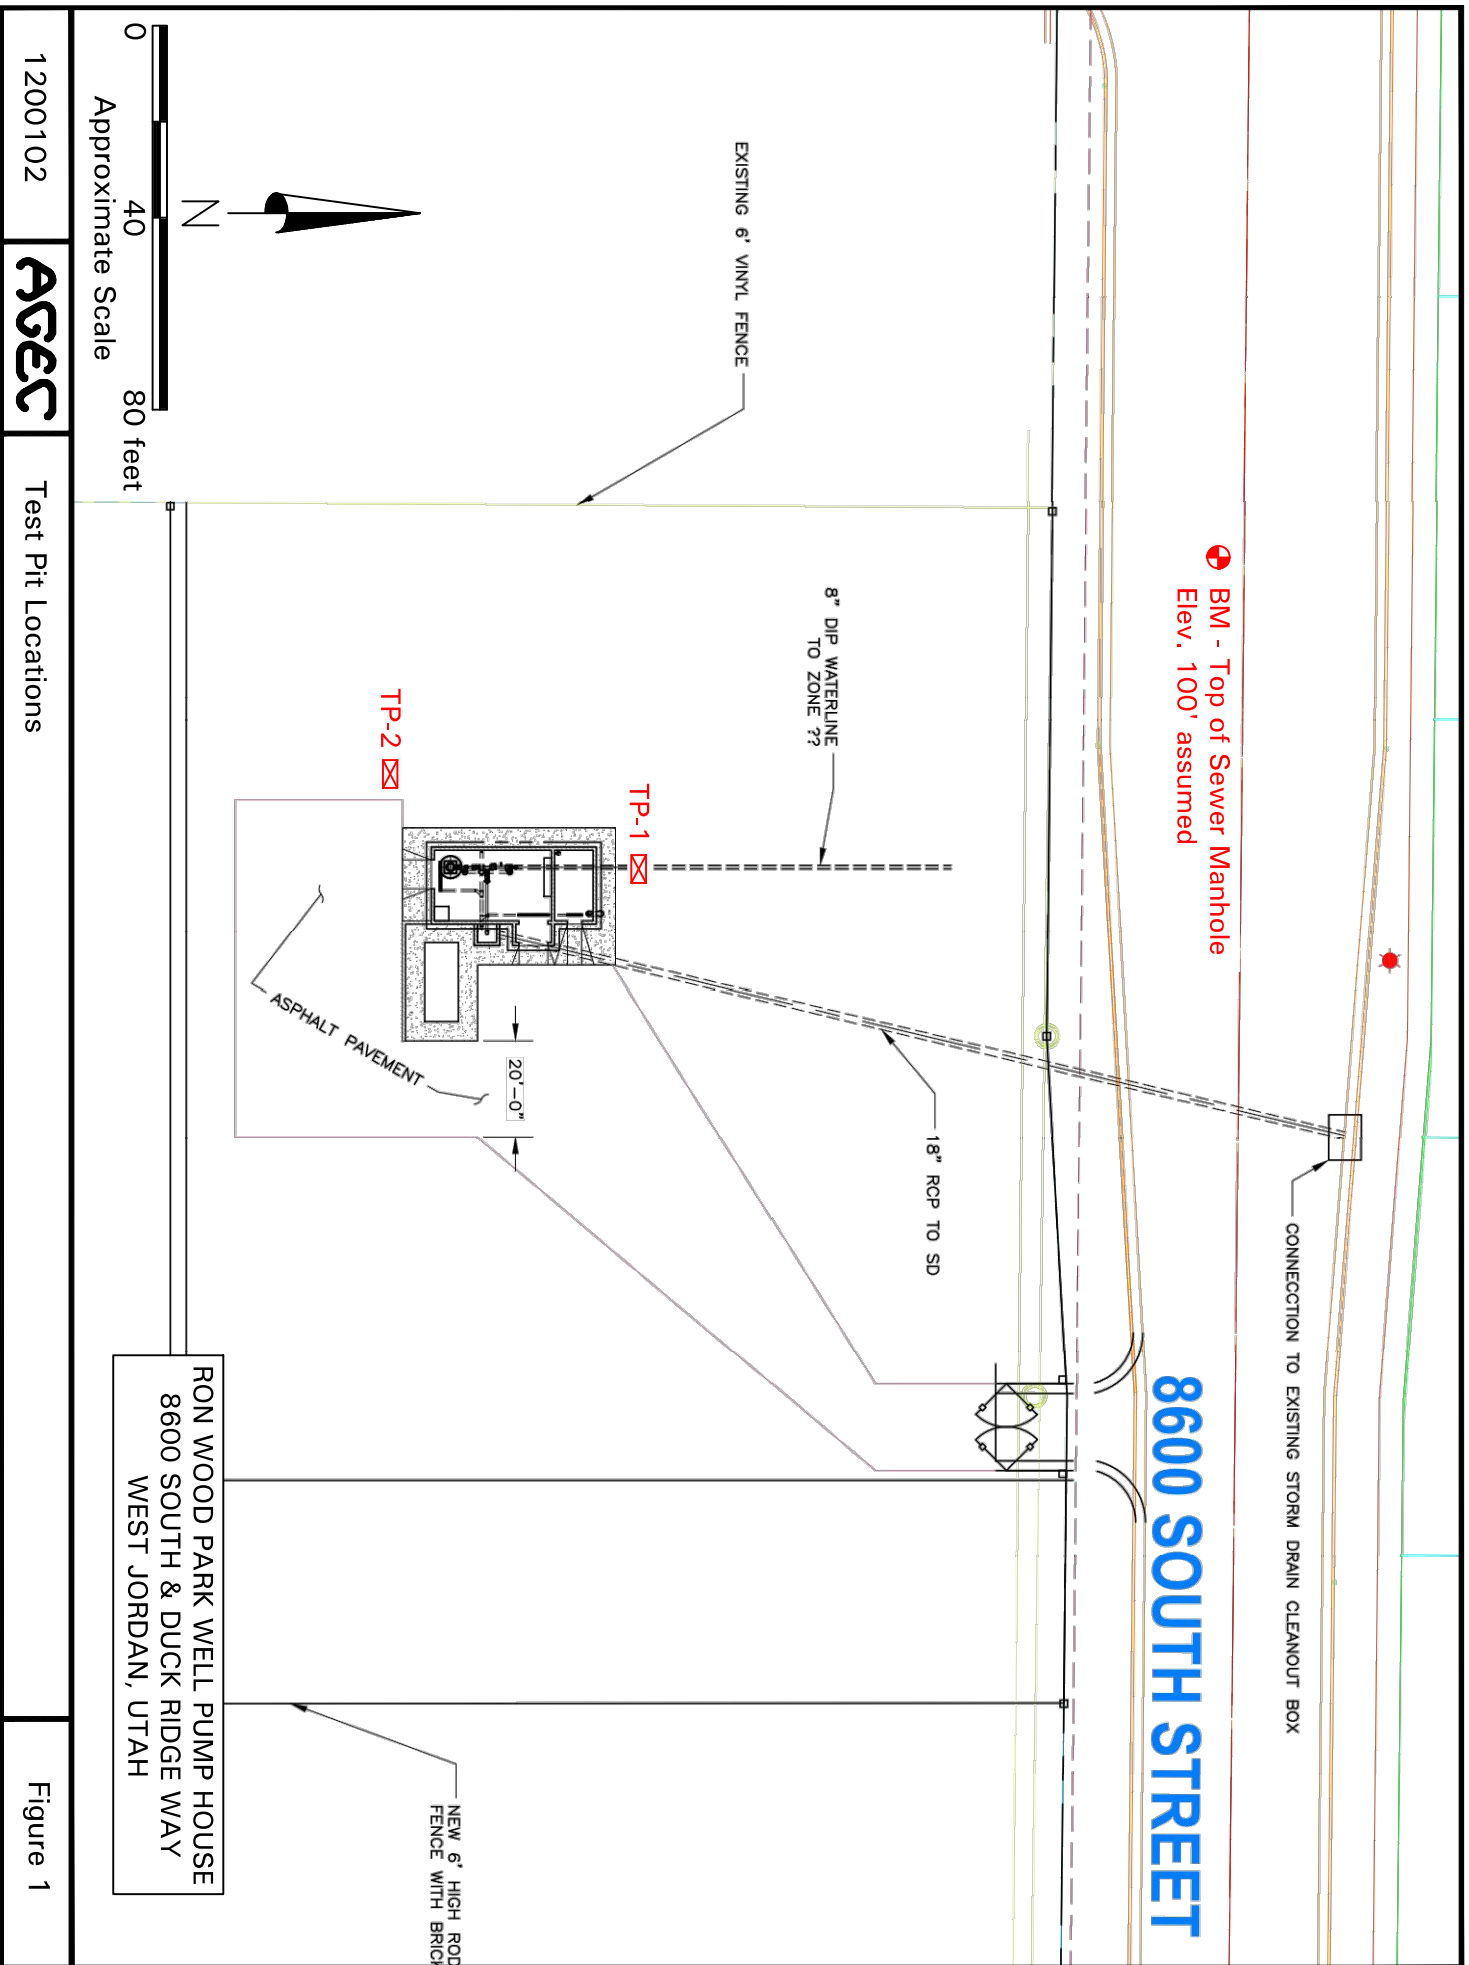 BM - Top of Sewer Manhole
Elev. 100' assumed
8600 SOUTH STREET
CONNECCTION TO EXISTING STORM DRAIN CLEANOUT BOX
18" RCP TO SD
8" DIP WATERLINE
TO ZONE ??
EXISTING 6' VINYL FENCE
TP-1
TP-2
20'-0"
ASPHALT PAVEMENT
NEW 6' HIGH ROD
FENCE WITH BRICK
N
0 40 80 feet
Approximate Scale
RON WOOD PARK WELL PUMP HOUSE
8600 SOUTH & DUCK RIDGE WAY
WEST JORDAN, UTAH
1200102
AGEC
Test Pit Locations
Figure 1